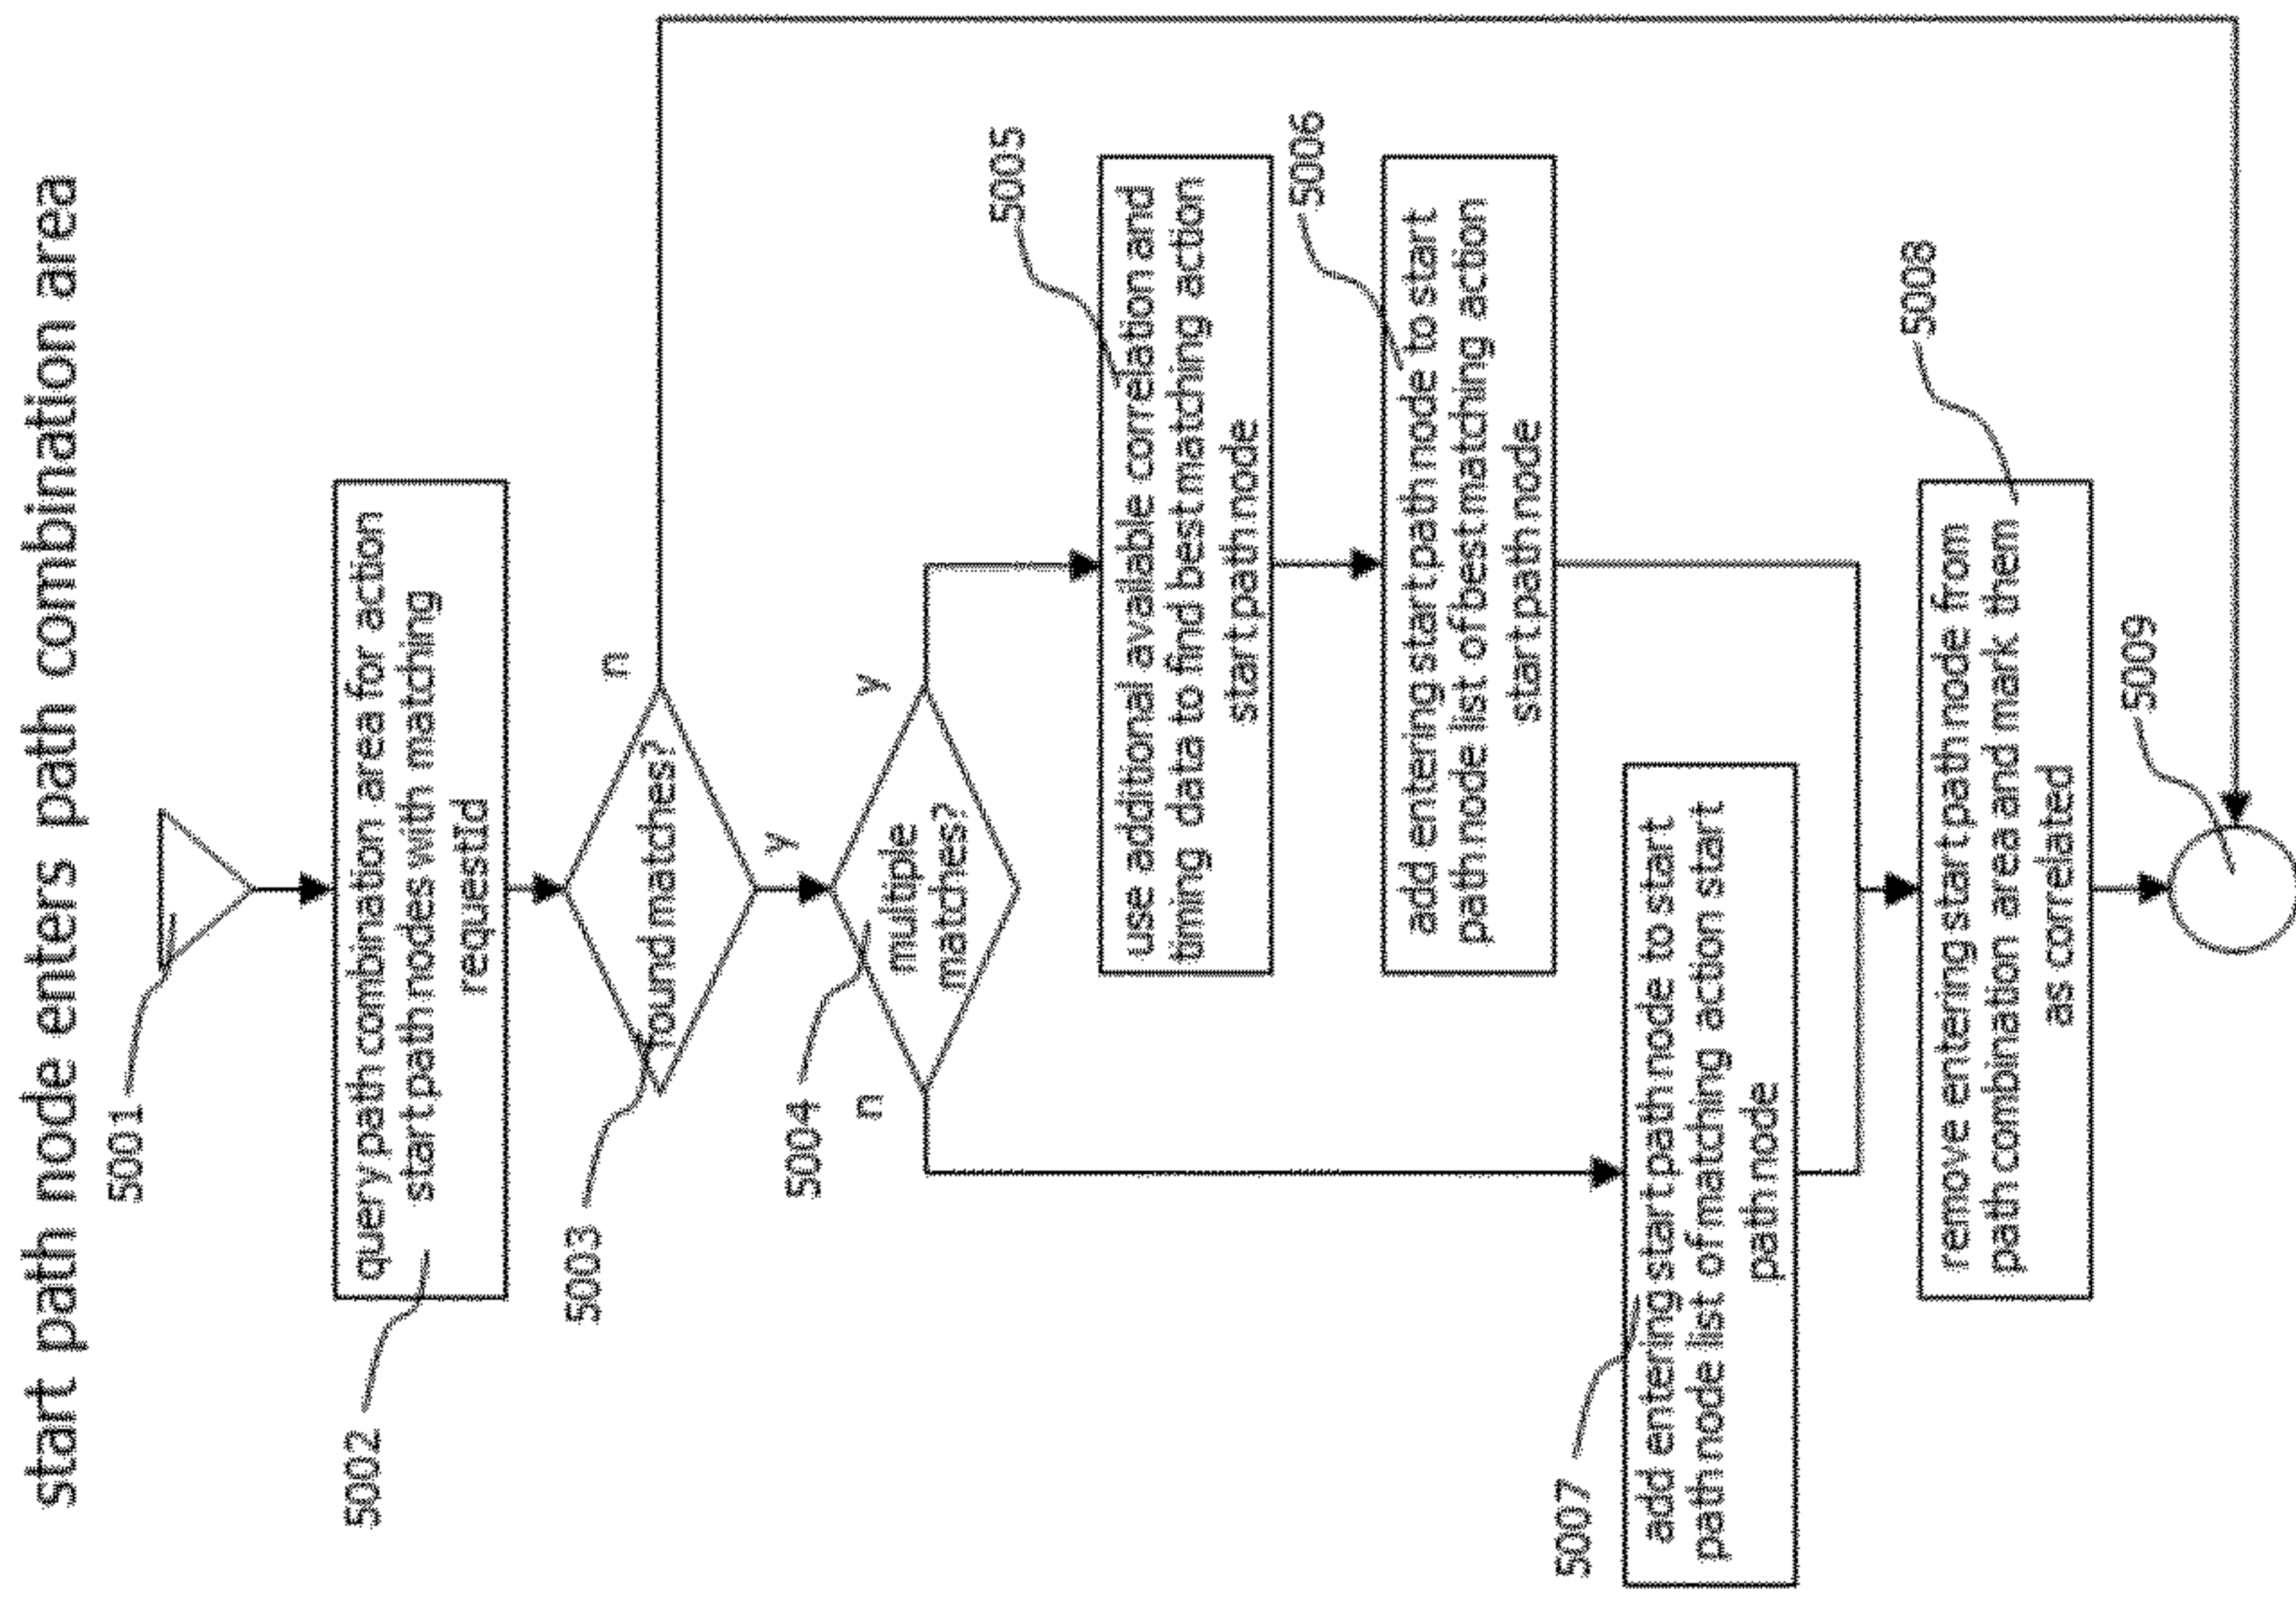 start path node enters path combination area
5001
5002
query path combination area for action
start path nodes with matching
requestId
5003
found matches?
n
y
5004
multiple
matches?
n
y
5005
use additional available correlation and
timing data to find best matching action
start path node
5006
add entering start path node to start
path node list of best matching action
start path node
5007
add entering start path node to start
path node list of matching action start
path node
5008
remove entering start path node from
path combination area and mark them
as correlated
5009